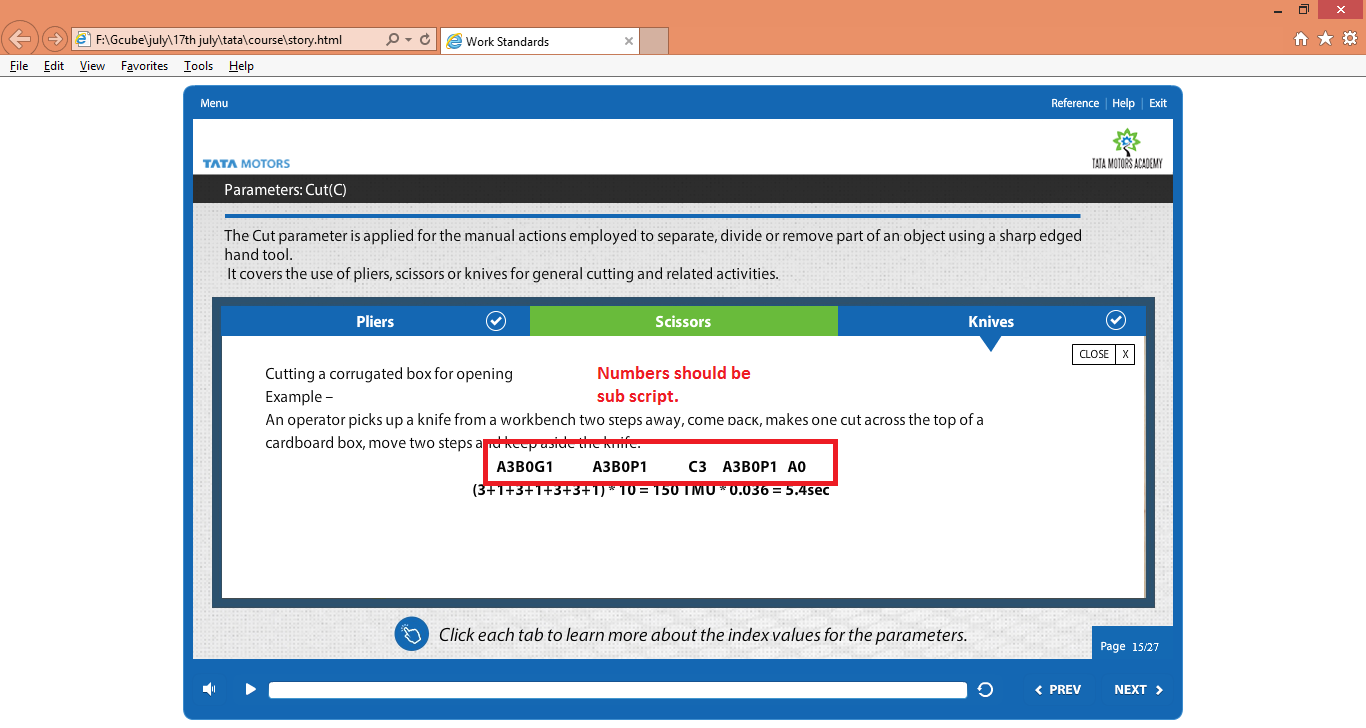 F:\Gcube\july\17th july\tata\course\story.html
Work Standards
File Edit View Favorites Tools Help
Menu
Reference | Help | Exit
TATA MOTORS
TATA MOTORS ACADEMY
Parameters: Cut(C)
The Cut parameter is applied for the manual actions employed to separate, divide or remove part of an object using a sharp edged
hand tool.
It covers the use of pliers, scissors or knives for general cutting and related activities.
Pliers
Scissors
Knives
CLOSE X
Cutting a corrugated box for opening
Numbers should be
sub script.
Example –
An operator picks up a knife from a workbench two steps away, come back, makes one cut across the top of a
cardboard box, move two steps and keep aside the knife.
A3B0G1 A3B0P1 C3 A3B0P1 A0
(3+1+3+1+3+3+1) * 10 = 150 TMU * 0.036 = 5.4sec
Click each tab to learn more about the index values for the parameters.
Page 15/27
PREV
NEXT